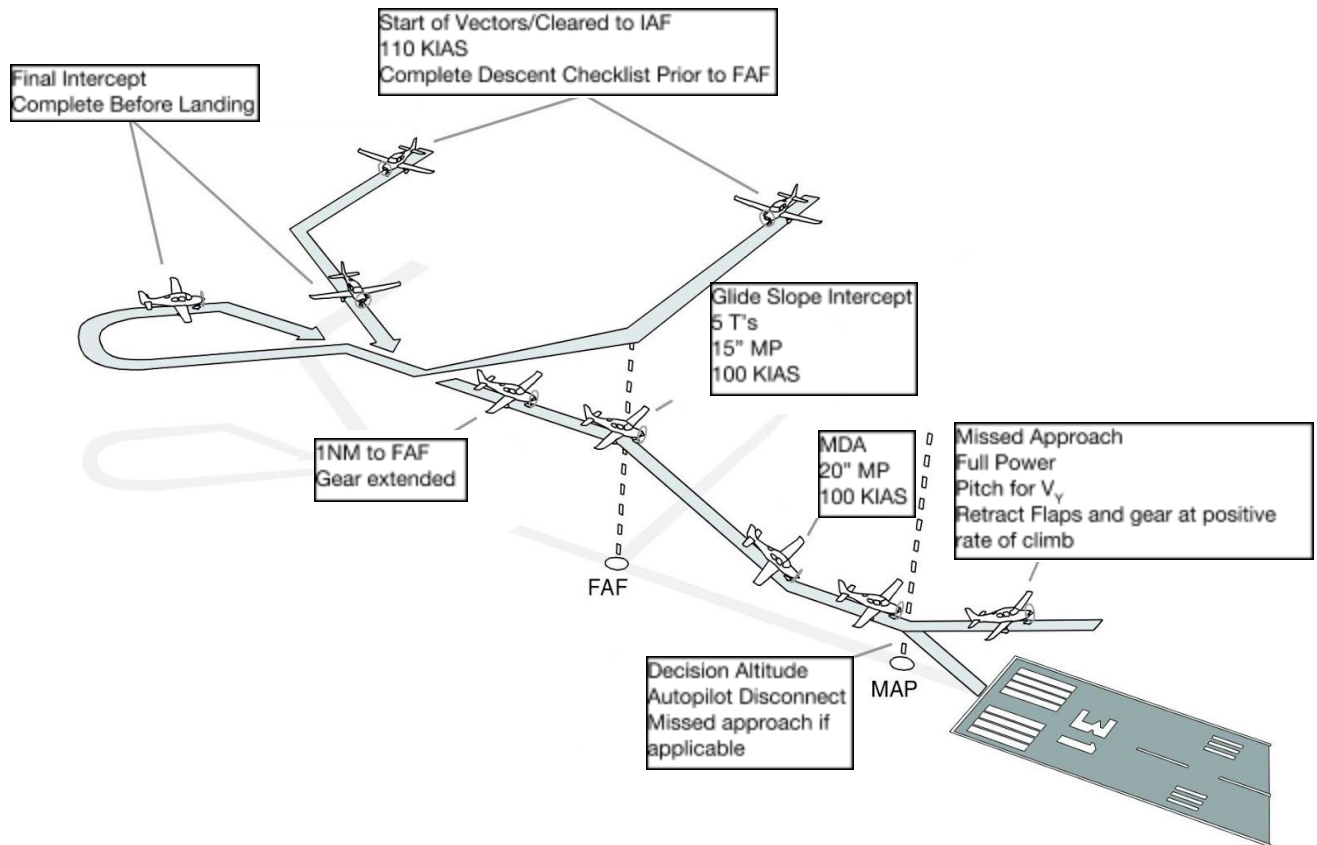 Start of Vectors/Cleared to IAF
110 KIAS
Complete Descent Checklist Prior to FAF
Final Intercept
Complete Before Landing
Glide Slope Intercept
5 T's
15" MP
100 KIAS
1NM to FAF
Gear extended
MDA
20" MP
100 KIAS
Missed Approach
Full Power
Pitch for VY
Retract Flaps and gear at positive
rate of climb
FAF
Decision Altitude
Autopilot Disconnect
Missed approach if
applicable
MAP
31